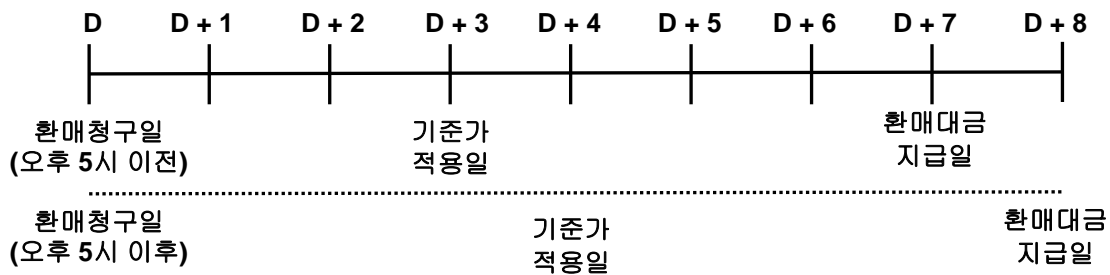 D D + 1 D + 2 D + 3 D + 4 D + 5 D + 6 D + 7 D + 8
환매청구일
(오후 5시 이전)
기준가
적용일
환매대금
지급일
환매청구일
(오후 5시 이후)
기준가
적용일
환매대금
지급일